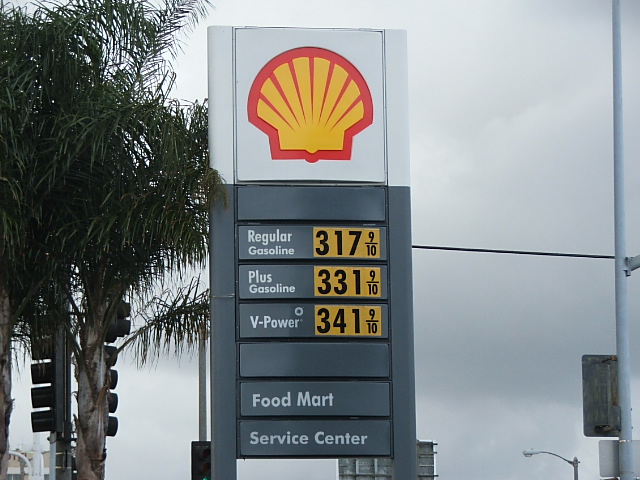 Regular
Gasoline
317 9/10
Plus
Gasoline
331 9/10
V-Power
341 9/10
Food Mart
Service Center